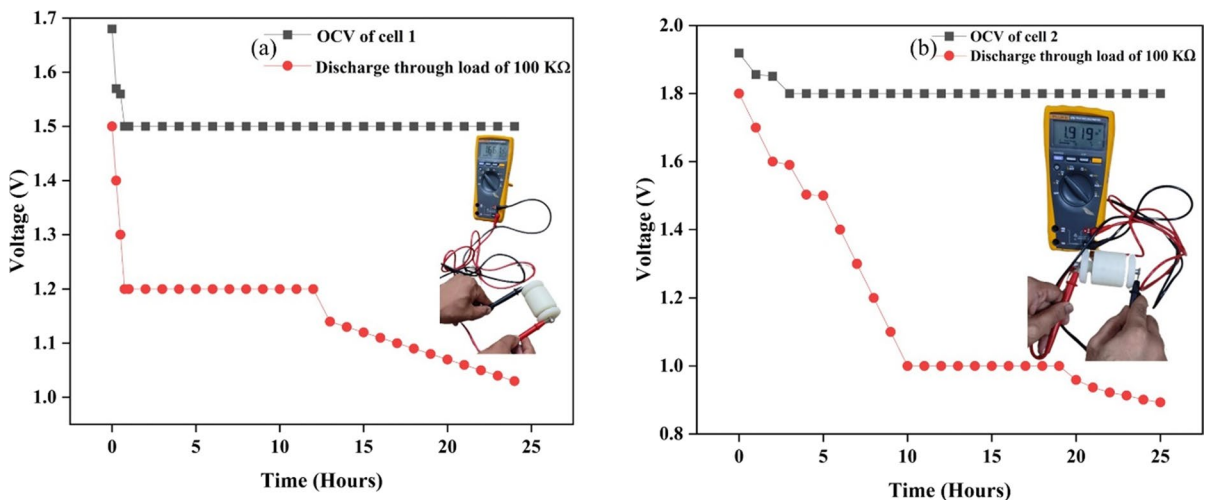 (a)
OCV of cell 1
Discharge through load of 100 KΩ
1.7
1.6
1.5
1.4
1.3
1.2
1.1
1.0
Voltage (V)
0 5 10 15 20 25
Time (Hours)
(b)
OCV of cell 2
Discharge through load of 100 KΩ
2.0
1.8
1.6
1.4
1.2
1.0
0.8
Voltage (V)
1.919
0 5 10 15 20 25
Time (Hours)